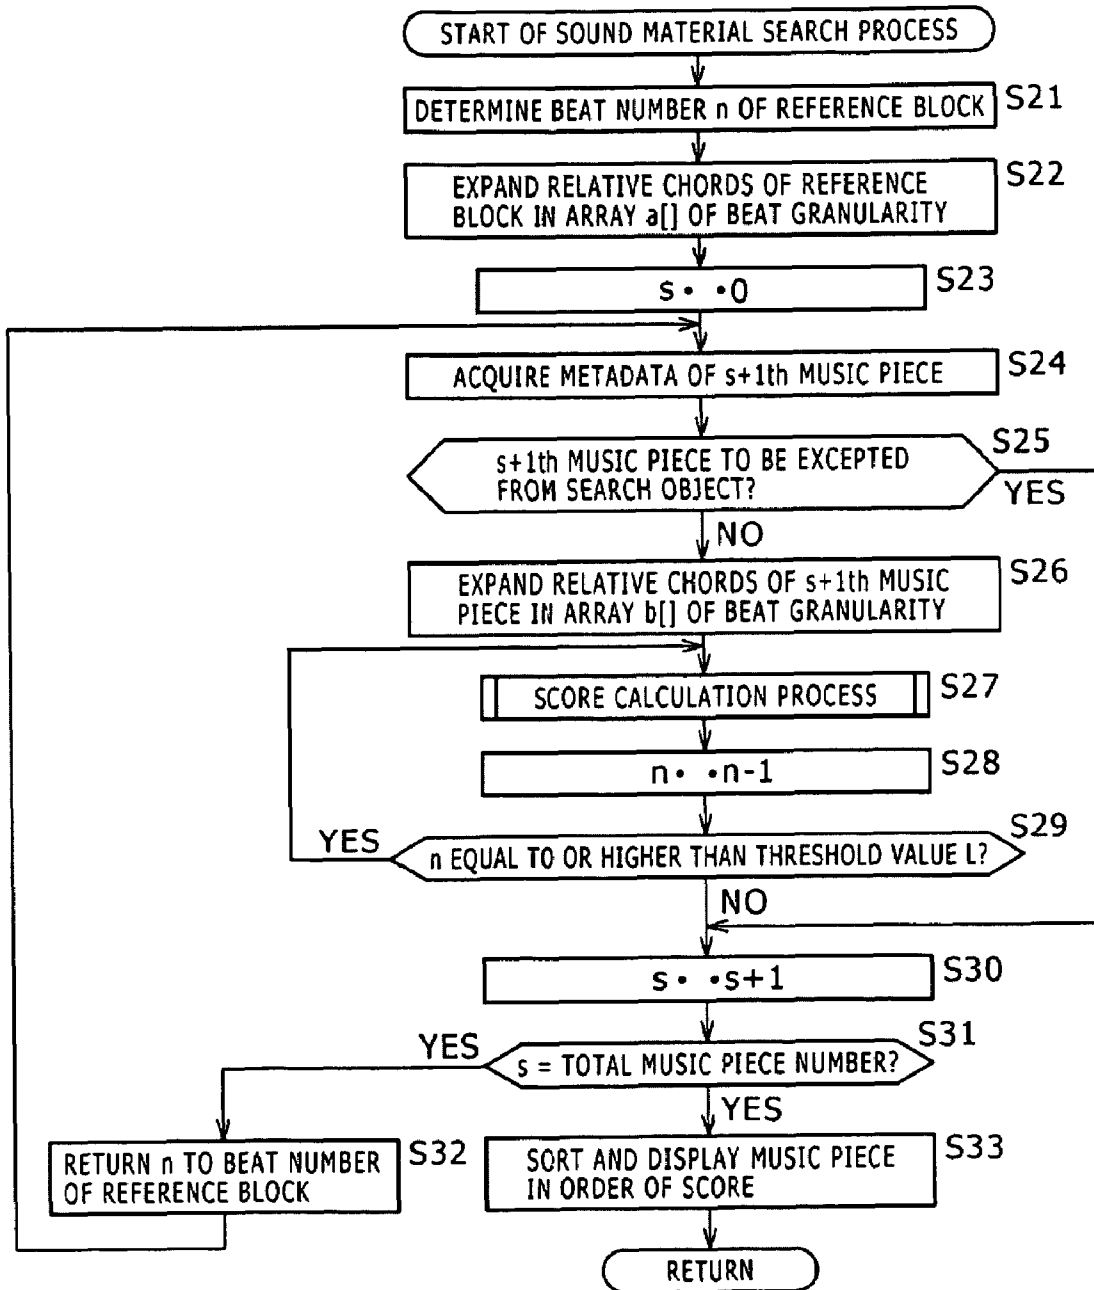 START OF SOUND MATERIAL SEARCH PROCESS
DETERMINE BEAT NUMBER n OF REFERENCE BLOCK
S21
EXPAND RELATIVE CHORDS OF REFERENCE
BLOCK IN ARRAY a[] OF BEAT GRANULARITY
S22
s・ ・0
S23
ACQUIRE METADATA OF s+1th MUSIC PIECE
S24
s+1th MUSIC PIECE TO BE EXCEPTED
FROM SEARCH OBJECT?
S25
YES
NO
EXPAND RELATIVE CHORDS OF s+1th MUSIC
PIECE IN ARRAY b[] OF BEAT GRANULARITY
S26
SCORE CALCULATION PROCESS
S27
n・ ・n-1
S28
n EQUAL TO OR HIGHER THAN THRESHOLD VALUE L?
S29
YES
NO
s・ ・s+1
S30
s = TOTAL MUSIC PIECE NUMBER?
S31
YES
YES
RETURN n TO BEAT NUMBER
OF REFERENCE BLOCK
S32
SORT AND DISPLAY MUSIC PIECE
IN ORDER OF SCORE
S33
RETURN